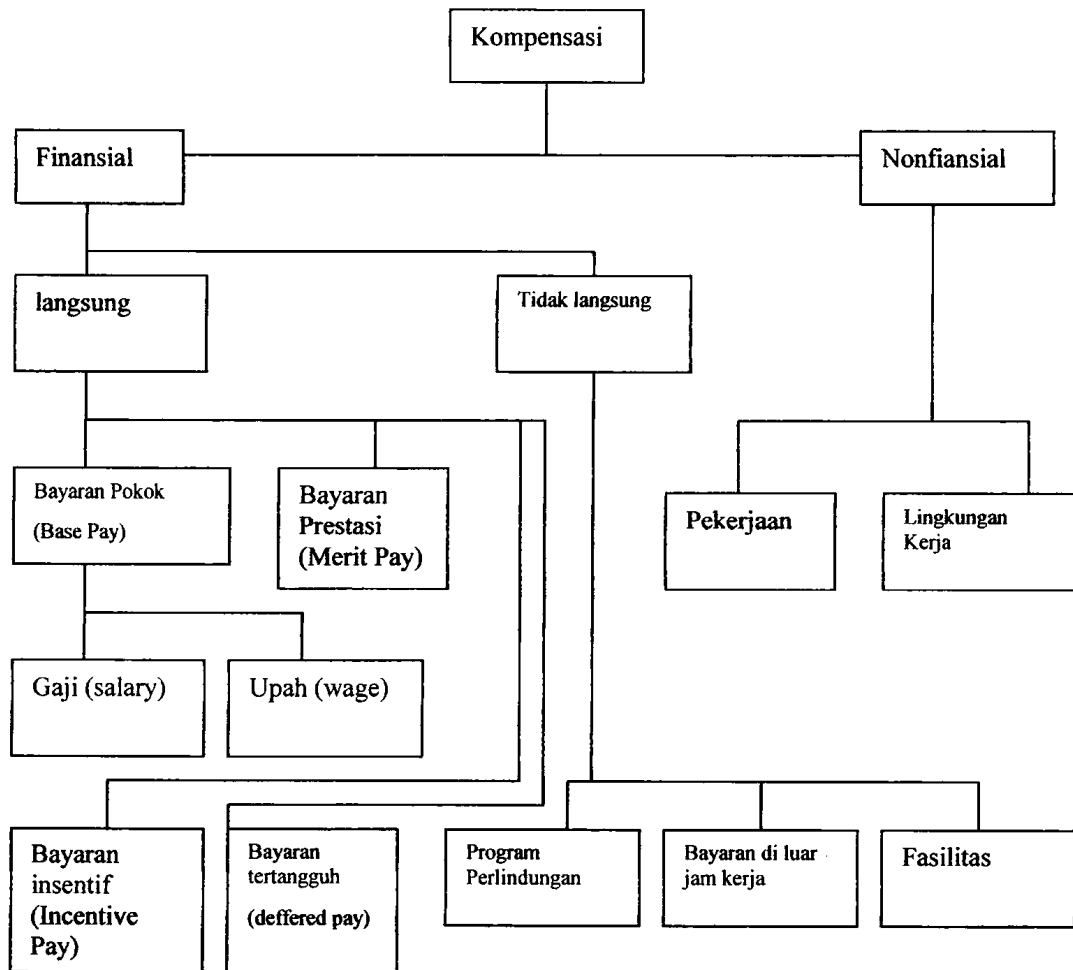 Kompensasi
Finansial
Nonfiansial
langsung
Tidak langsung
Bayaran Pokok
(Base Pay)
Bayaran
Prestasi
(Merit Pay)
Pekerjaan
Lingkungan
Kerja
Gaji (salary)
Upah (wage)
Bayaran
insentif
(Incentive
Pay)
Bayaran
tertangguh
(deffered pay)
Program
Perlindungan
Bayaran di luar
jam kerja
Fasilitas